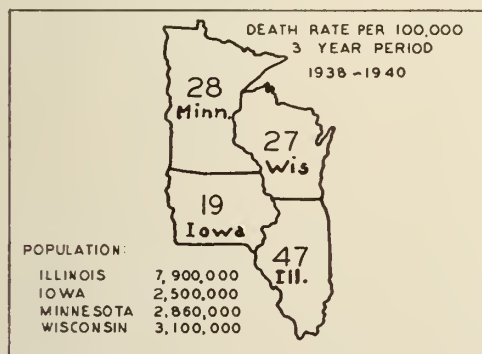 DEATH RATE PER 100,000
3 YEAR PERIOD
1938-1940
28
Minn.
27
Wis
19
Iowa
47
Ill.
POPULATION:
ILLINOIS 7,900,000
IOWA 2,500,000
MINNESOTA 2,860,000
WISCONSIN 3,100,000